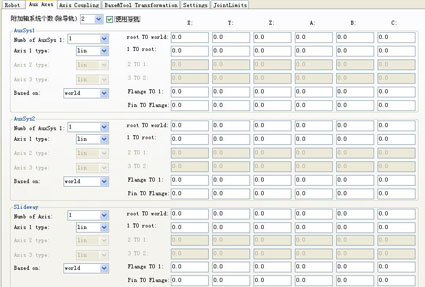 Robot Aux Axes Axis Coupling Base&Tool Transformation Settings JointLimits
附加轴系统个数(除导轨) 2 使用导轨
X: Y: Z: A: B: C:
AuxSys1
Numb of AuxSys 1: 1 root TO world: 0.0 0.0 0.0 0.0 0.0 0.0
Axis 1 type: lin 1 TO root: 0.0 0.0 0.0 0.0 0.0 0.0
Axis 2 type: lin 2 TO 1: 0.0 0.0 0.0 0.0 0.0 0.0
Axis 3 type: lin 3 TO 2: 0.0 0.0 0.0 0.0 0.0 0.0
Based on: world Flange TO 1: 0.0 0.0 0.0 0.0 0.0 0.0
Pin TO Flange: 0.0 0.0 0.0 0.0 0.0 0.0
AuxSys2
Numb of AuxSys 1: 1 root TO world: 0.0 0.0 0.0 0.0 0.0 0.0
Axis 1 type: lin 1 TO root: 0.0 0.0 0.0 0.0 0.0 0.0
Axis 2 type: lin 2 TO 1: 0.0 0.0 0.0 0.0 0.0 0.0
Axis 3 type: lin 3 TO 2: 0.0 0.0 0.0 0.0 0.0 0.0
Based on: world Flange TO 1: 0.0 0.0 0.0 0.0 0.0 0.0
Pin TO Flange: 0.0 0.0 0.0 0.0 0.0 0.0
Slideway
Numb of Axis: 1 root TO world: 0.0 0.0 0.0 0.0 0.0 0.0
Axis 1 type: lin 1 TO root: 0.0 0.0 0.0 0.0 0.0 0.0
Axis 2 type: lin 2 TO 1: 0.0 0.0 0.0 0.0 0.0 0.0
Axis 3 type: lin 3 TO 2: 0.0 0.0 0.0 0.0 0.0 0.0
Based on: world Flange TO 1: 0.0 0.0 0.0 0.0 0.0 0.0
Pin TO Flange: 0.0 0.0 0.0 0.0 0.0 0.0